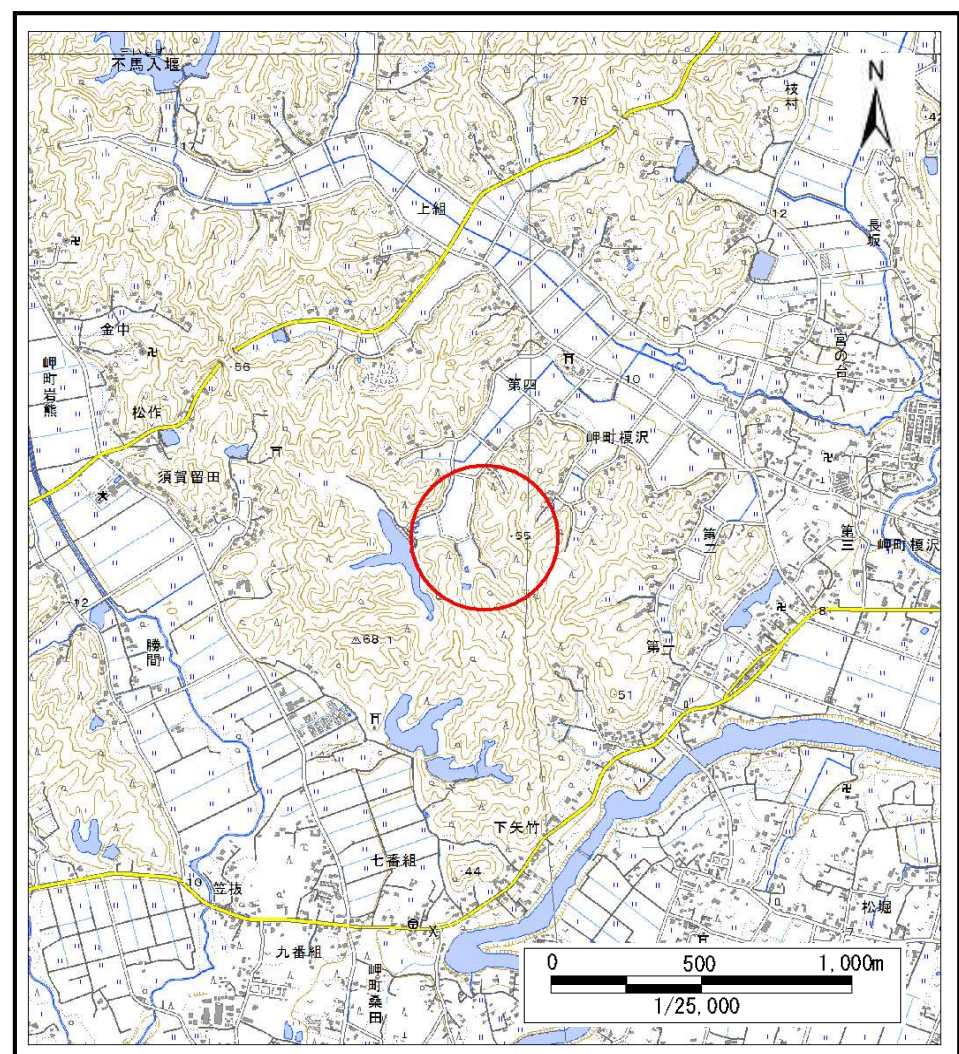 不馬入堰
N
枝村
・76
・42
17
上組
12
長坂
金中
宮の台
・56
岬町岩熊
第四
10
松作
岬町榎沢
須賀留田
・55
第二
第三
岬町榎沢
12
8
勝間
△68.1
第一
・51
8
下矢竹
七番組
・44
10
笠抜
松堀
九番組
岬町桑田
0 500 1,000m
1/25,000